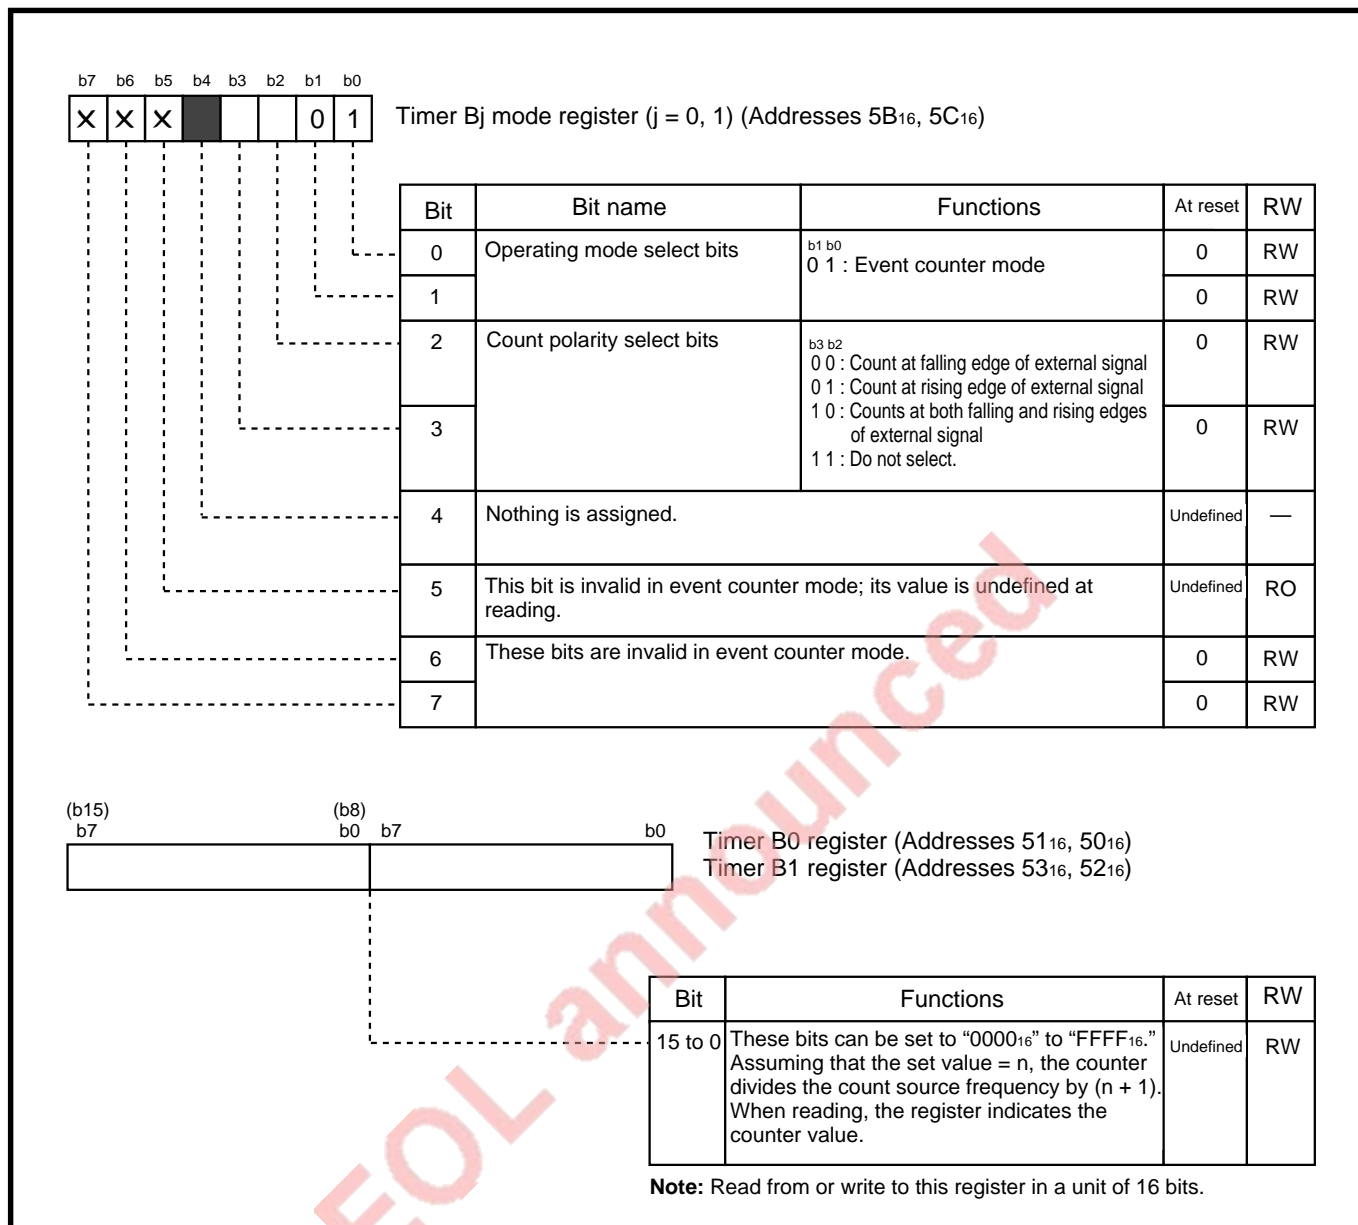 b7 b6 b5 b4 b3 b2 b1 b0
X X X 0 1
Timer Bj mode register (j = 0, 1) (Addresses 5B16, 5C16)
Bit Bit name Functions At reset RW
0 Operating mode select bits b1 b0 0 RW
0 1 : Event counter mode
1 0 RW
2 Count polarity select bits b3 b2 0 RW
0 0 : Count at falling edge of external signal
0 1 : Count at rising edge of external signal
1 0 : Counts at both falling and rising edges
3 of external signal 0 RW
1 1 : Do not select.
4 Nothing is assigned. Undefined —
5 This bit is invalid in event counter mode; its value is undefined at Undefined RO
reading.
6 These bits are invalid in event counter mode. 0 RW
7 0 RW
(b15) (b8)
b7 b0 b7 b0
Timer B0 register (Addresses 5116, 5016)
Timer B1 register (Addresses 5316, 5216)
Bit Functions At reset RW
15 to 0 These bits can be set to “000016” to “FFFF16.” Undefined RW
Assuming that the set value = n, the counter
divides the count source frequency by (n + 1).
When reading, the register indicates the
counter value.
Note: Read from or write to this register in a unit of 16 bits.
EOL announced